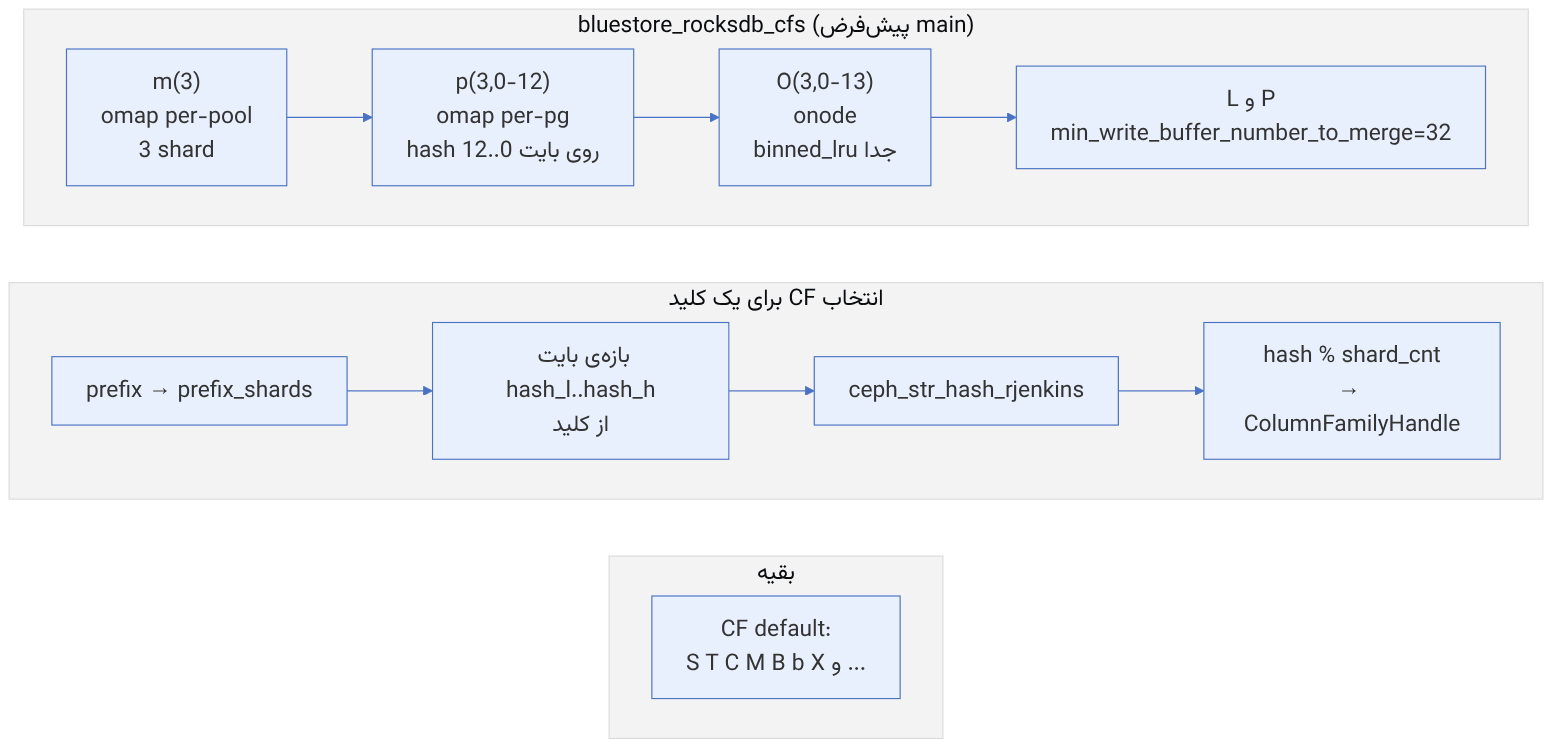 bluestore_rocksdb_cfs (پیش‌فرض main)
m(3)
omap per-pool
3 shard
p(3,0-12)
omap per-pg
hash روی بایت 0..12
O(3,0-13)
onode
binned_lru جدا
L و P
min_write_buffer_number_to_merge=32
انتخاب CF برای یک کلید
prefix → prefix_shards
بازه‌ی بایت
hash_l..hash_h
از کلید
ceph_str_hash_rjenkins
hash % shard_cnt
→
ColumnFamilyHandle
بقیه
CF default:
S T C M B b X و ...